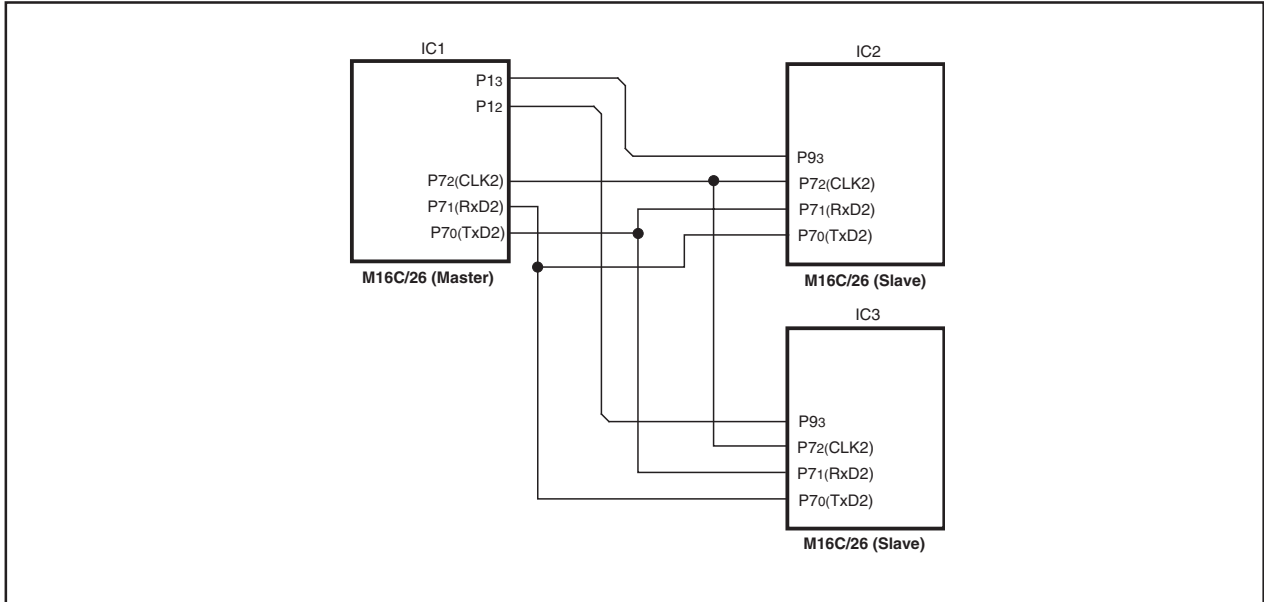 IC1
P13
P12
P72(CLK2)
P71(RxD2)
P70(TxD2)
M16C/26 (Master)
IC2
P93
P72(CLK2)
P71(RxD2)
P70(TxD2)
M16C/26 (Slave)
IC3
P93
P72(CLK2)
P71(RxD2)
P70(TxD2)
M16C/26 (Slave)